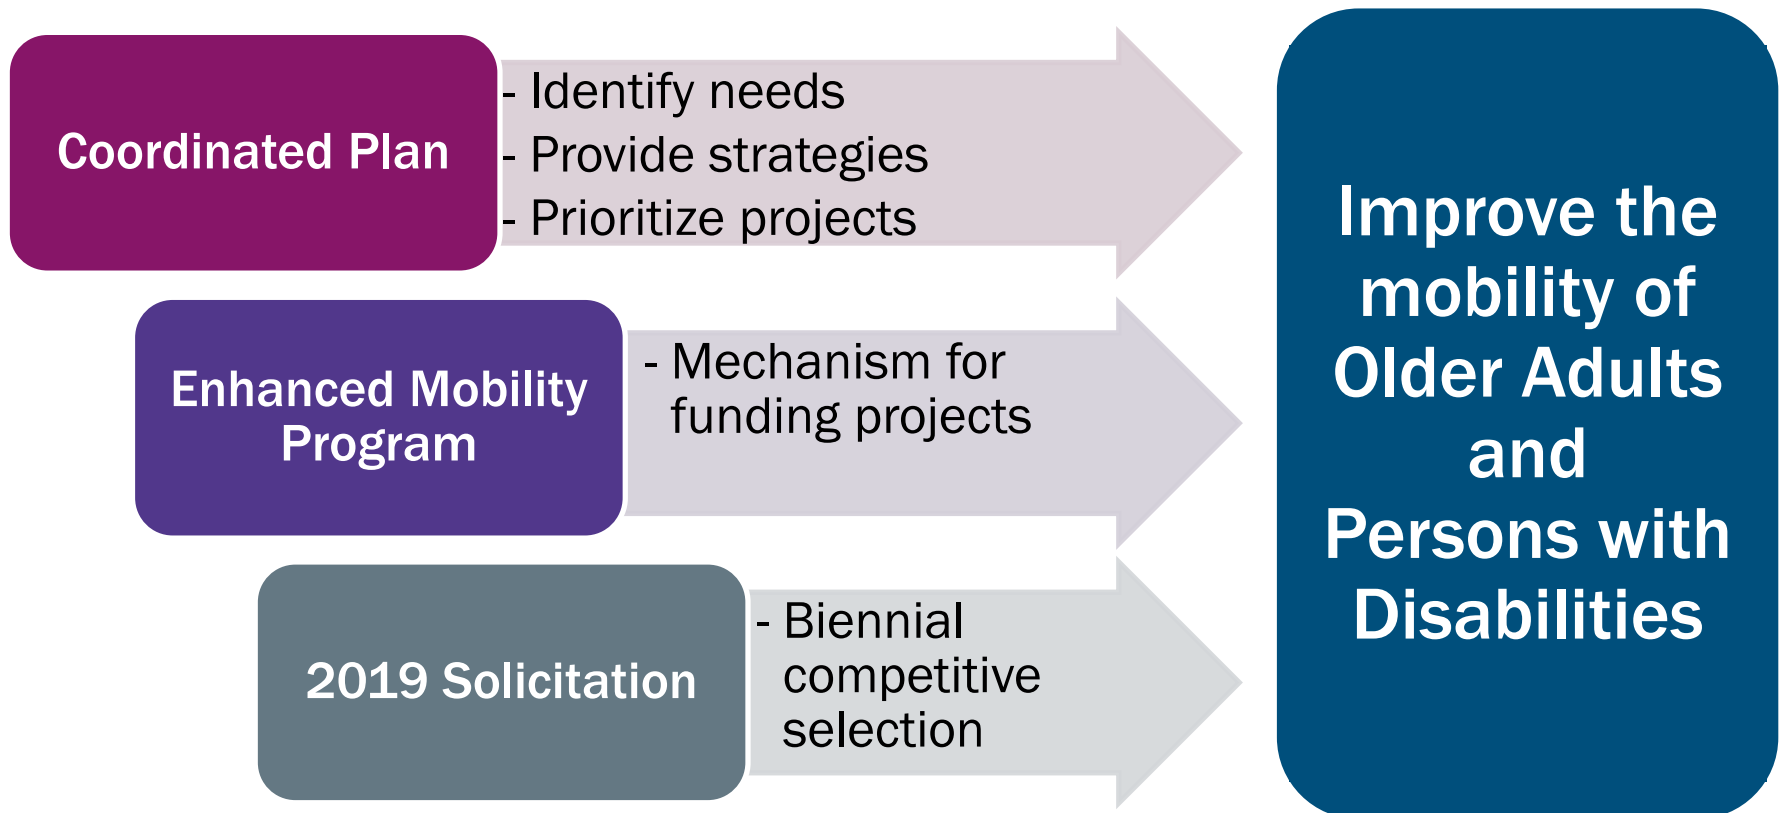 Coordinated Plan
- Identify needs
- Provide strategies
- Prioritize projects
Enhanced Mobility
Program
- Mechanism for
funding projects
2019 Solicitation
- Biennial
competitive
selection
Improve the
mobility of
Older Adults
and
Persons with
Disabilities